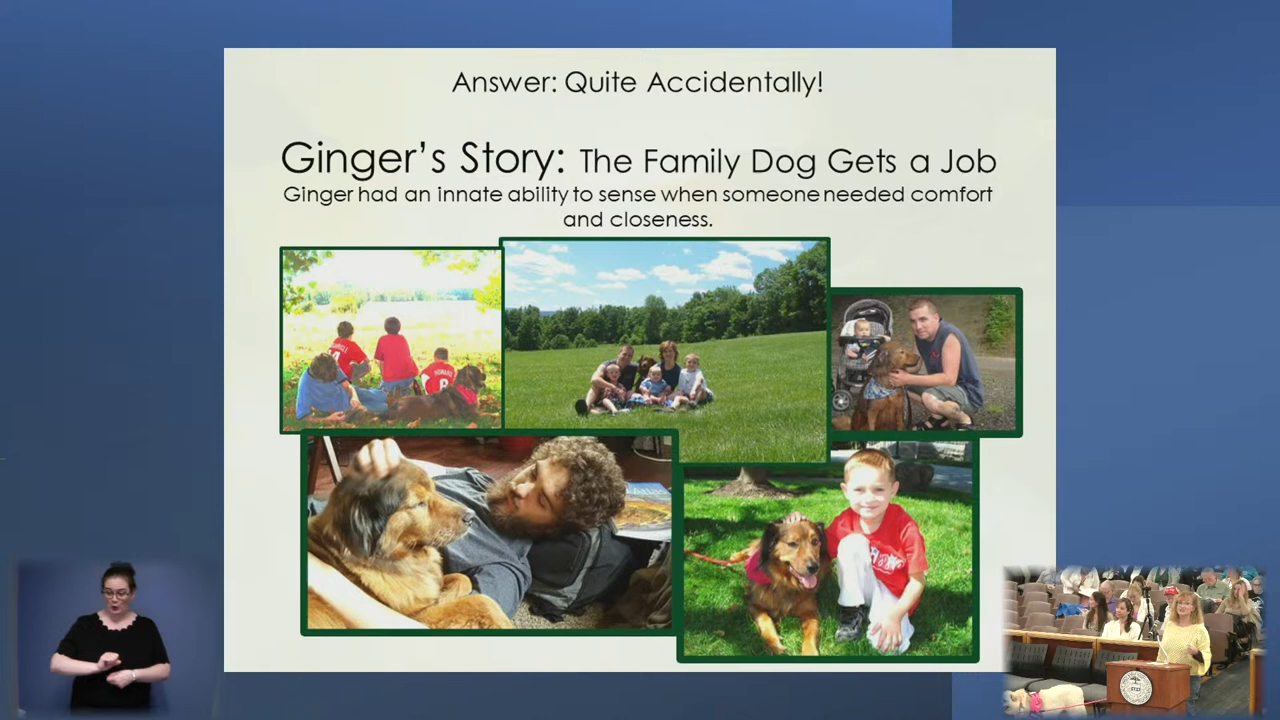 Answer: Quite Accidentally!
Ginger's Story: The Family Dog Gets a Job
Ginger had an innate ability to sense when someone needed comfort
and closeness.